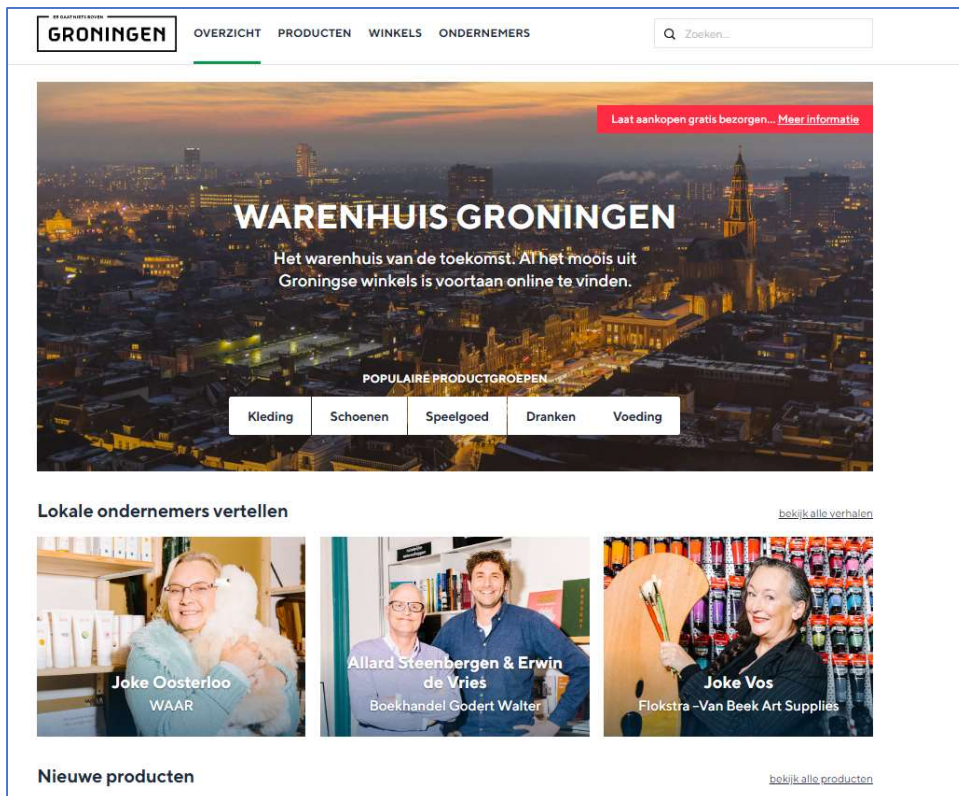 ER GAAT NIETS BOVEN
GRONINGEN
OVERZICHT PRODUCTEN WINKELS ONDERNEMERS
Zoeken...
Laat aankopen gratis bezorgen... Meer informatie
WARENHUIS GRONINGEN
Het warenhuis van de toekomst. Al het moois uit
Groningse winkels is voortaan online te vinden.
POPULAIRE PRODUCTGROEPEN
Kleding Schoenen Speelgoed Dranken Voeding
Lokale ondernemers vertellen
bekijk alle verhalen
Joke Oosterloo
WAAR
Allard Steenbergen & Erwin
de Vries
Boekhandel Godert Walter
Joke Vos
Flokstra –Van Beek Art Supplies
Nieuwe producten
bekijk alle producten